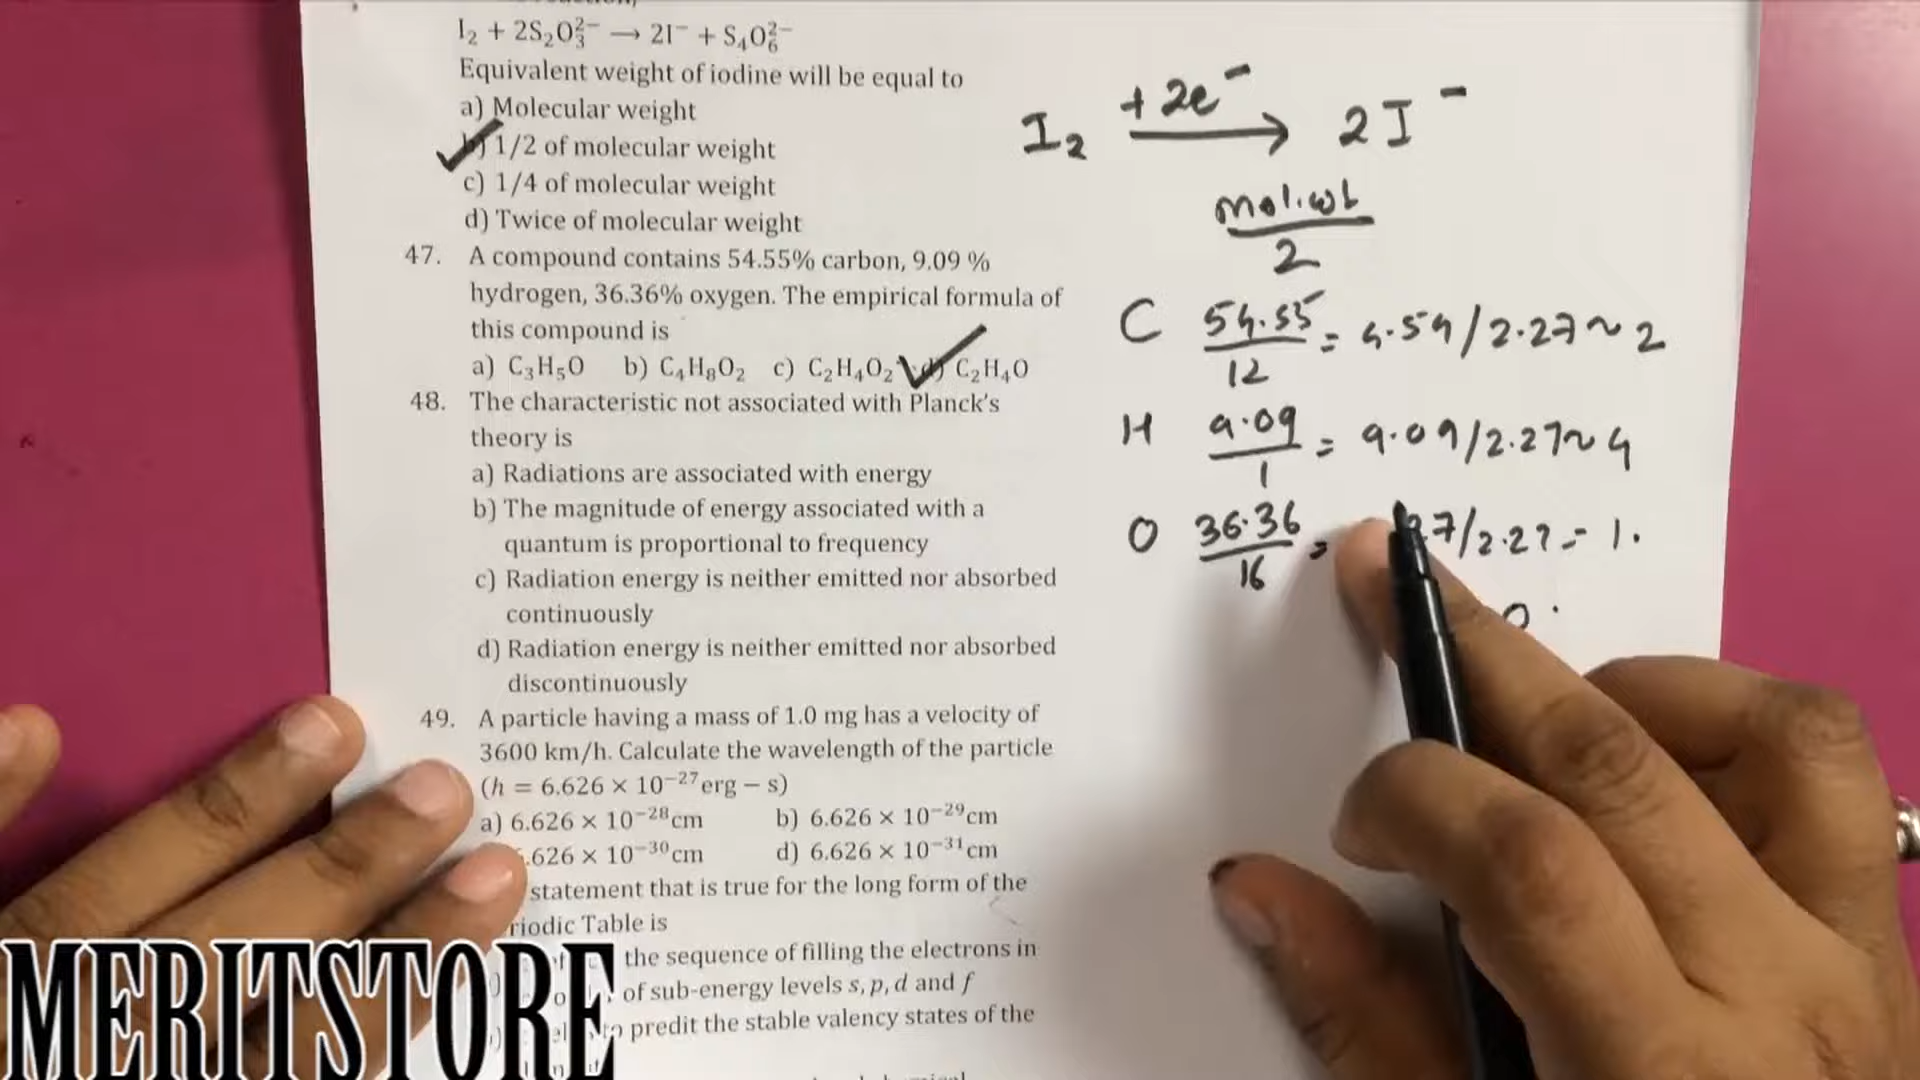 I₂ + 2S₂O₃²⁻ ⟶ 2I⁻ + S₄O₆²⁻
Equivalent weight of iodine will be equal to
a) Molecular weight
b) 1/2 of molecular weight
c) 1/4 of molecular weight
d) Twice of molecular weight
47. A compound contains 54.55% carbon, 9.09 %
hydrogen, 36.36% oxygen. The empirical formula of
this compound is
a) C₃H₅O b) C₄H₈O₂ c) C₂H₄O₂ d) C₂H₄O
48. The characteristic not associated with Planck's
theory is
a) Radiations are associated with energy
b) The magnitude of energy associated with a
quantum is proportional to frequency
c) Radiation energy is neither emitted nor absorbed
continuously
d) Radiation energy is neither emitted nor absorbed
discontinuously
49. A particle having a mass of 1.0 mg has a velocity of
3600 km/h. Calculate the wavelength of the particle
(h = 6.626 × 10⁻²⁷erg − s)
a) 6.626 × 10⁻²⁸cm b) 6.626 × 10⁻²⁹cm
.626 × 10⁻³⁰cm d) 6.626 × 10⁻³¹cm
statement that is true for the long form of the
riodic Table is
the sequence of filling the electrons in
of sub-energy levels s, p, d and f
predit the stable valency states of the
I₂ +2e⁻ ⟶ 2I⁻
mol.wt
2
C 54.55/12 = 4.54/2.27 ~ 2
H 9.09/1 = 9.09/2.27 ~ 4
O 36.36/16 = 27/2.27 = 1.
MERITSTORE